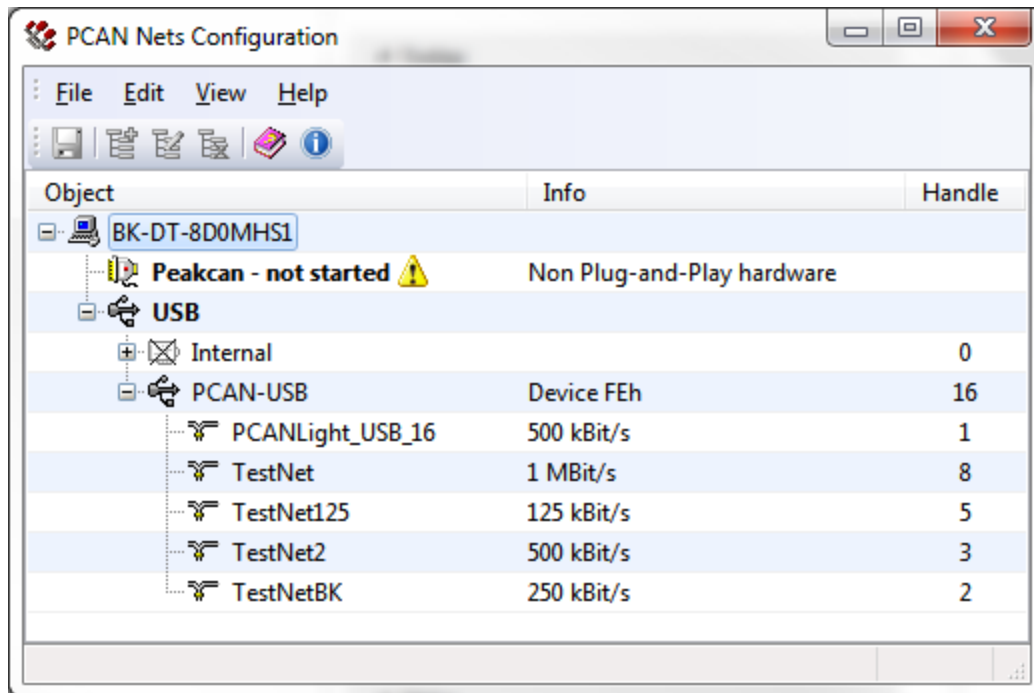 PCAN Nets Configuration
File Edit View Help
Object Info Handle
BK-DT-8D0MHS1
Peakcan - not started Non Plug-and-Play hardware
USB
Internal 0
PCAN-USB Device FEh 16
PCANLight_USB_16 500 kBit/s 1
TestNet 1 MBit/s 8
TestNet125 125 kBit/s 5
TestNet2 500 kBit/s 3
TestNetBK 250 kBit/s 2